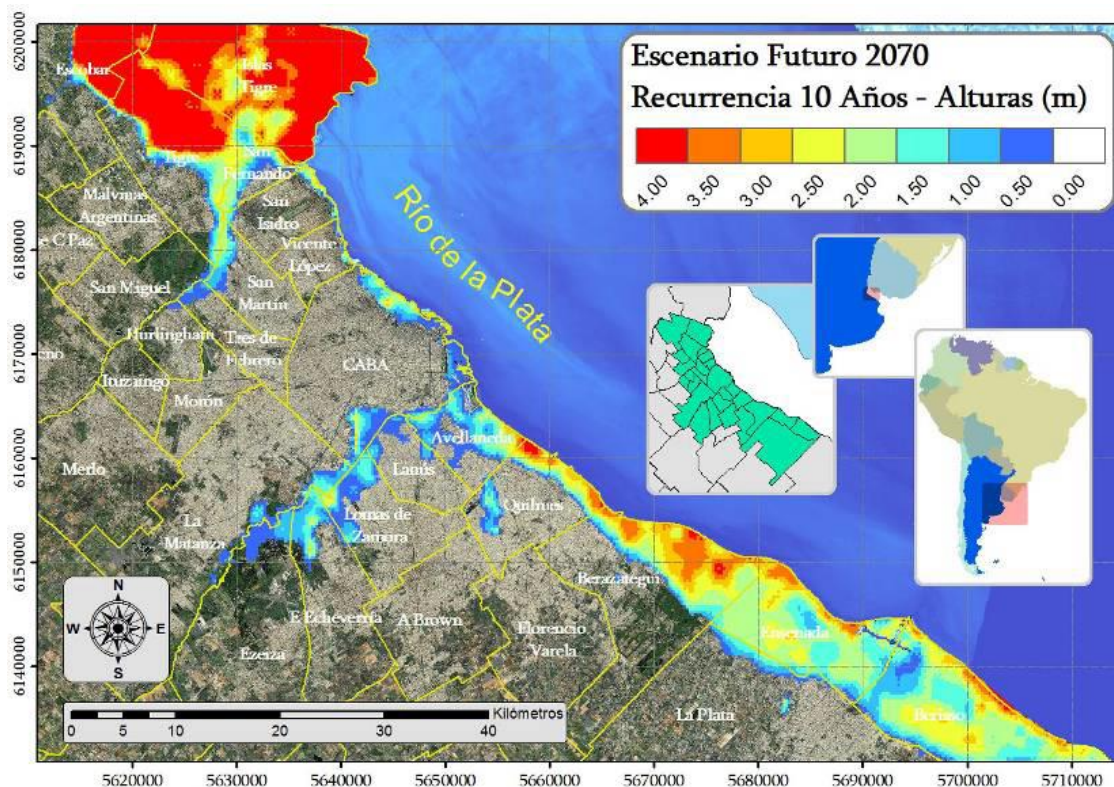 Escenario Futuro 2070
Recurrencia 10 Años - Alturas (m)
4.00 3.50 3.00 2.50 2.00 1.50 1.00 0.50 0.00
Río de la Plata
Escobar
Islas
Tigre
Tigre
San
Fernando
San
Isidro
Malvinas
Argentinas
e C Paz
Vicente
López
San Miguel
San
Martín
Hurlingham
Tres de
Febrero
CABA
eno
Ituzaingo
Morón
Merlo
Avellaneda
Lanús
Quilmes
La
Matanza
Lomas de
Zamora
Berazategui
E Echeverría
A Brown
Florencio
Varela
Ezeiza
Ensenada
La Plata
Berisso
N
W E
S
Kilómetros
0 5 10 20 30 40
6200000
6190000
6180000
6170000
6160000
6150000
6140000
5620000 5630000 5640000 5650000 5660000 5670000 5680000 5690000 5700000 5710000